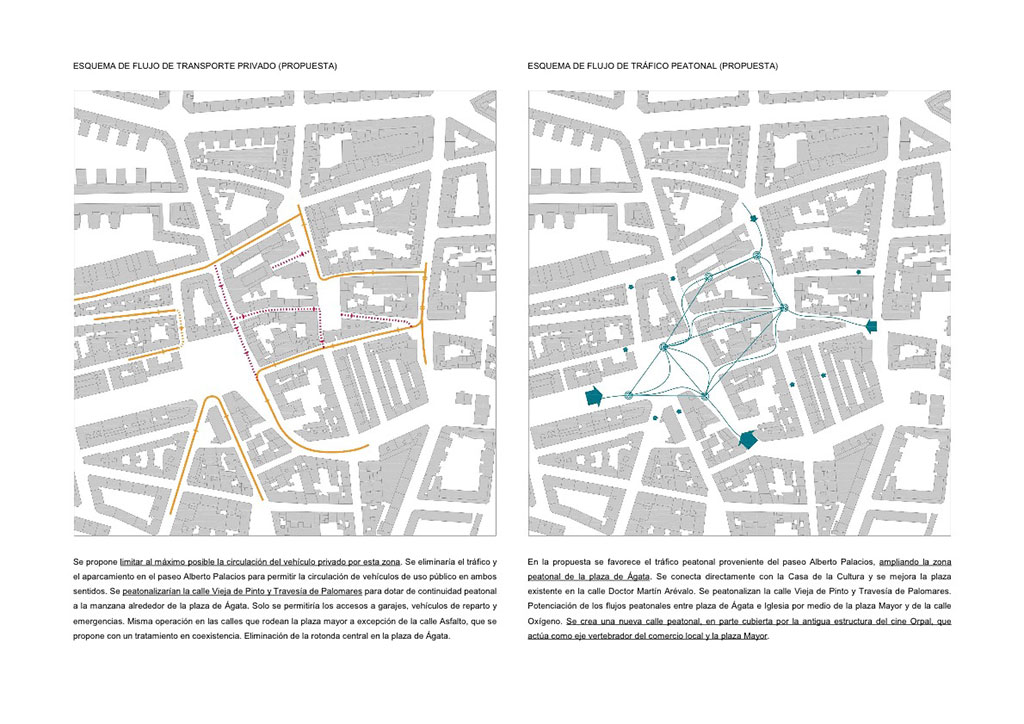 ESQUEMA DE FLUJO DE TRANSPORTE PRIVADO (PROPUESTA)
Se propone limitar al máximo posible la circulación del vehículo privado por esta zona. Se eliminaría el tráfico y
el aparcamiento en el paseo Alberto Palacios para permitir la circulación de vehículos de uso público en ambos
sentidos. Se peatonalizarían la calle Vieja de Pinto y Travesía de Palomares para dotar de continuidad peatonal
a la manzana alrededor de la plaza de Ágata. Solo se permitiría los accesos a garajes, vehículos de reparto y
emergencias. Misma operación en las calles que rodean la plaza mayor a excepción de la calle Asfalto, que se
propone con un tratamiento en coexistencia. Eliminación de la rotonda central en la plaza de Ágata.
ESQUEMA DE FLUJO DE TRÁFICO PEATONAL (PROPUESTA)
En la propuesta se favorece el tráfico peatonal proveniente del paseo Alberto Palacios, ampliando la zona
peatonal de la plaza de Ágata. Se conecta directamente con la Casa de la Cultura y se mejora la plaza
existente en la calle Doctor Martín Arévalo. Se peatonalizan la calle Vieja de Pinto y Travesía de Palomares.
Potenciación de los flujos peatonales entre plaza de Ágata e Iglesia por medio de la plaza Mayor y de la calle
Oxígeno. Se crea una nueva calle peatonal, en parte cubierta por la antigua estructura del cine Orpal, que
actúa como eje vertebrador del comercio local y la plaza Mayor.